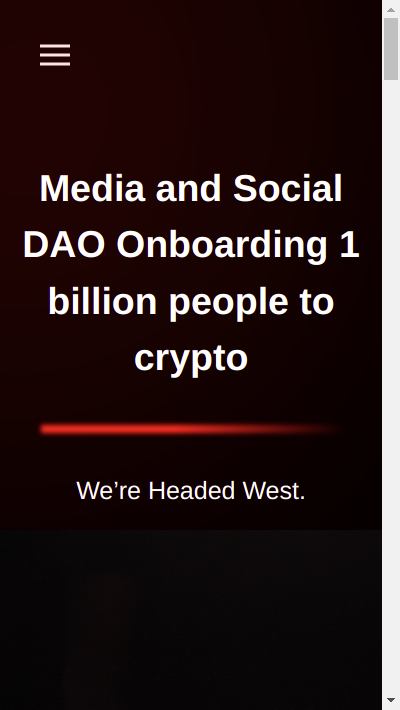 Media and Social
DAO Onboarding 1
billion people to
crypto
We’re Headed West.